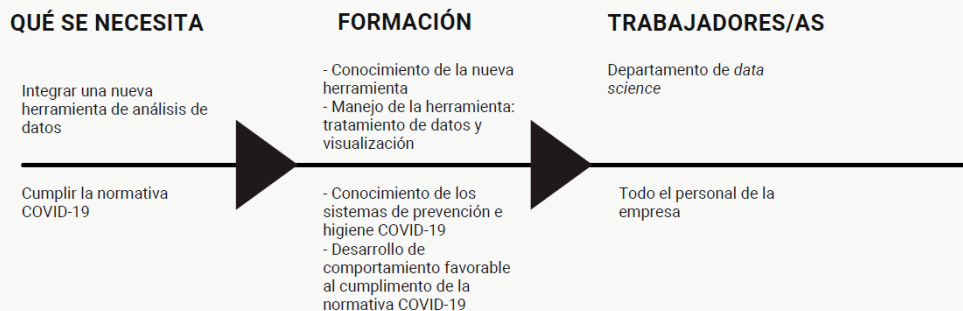 QUÉ SE NECESITA
FORMACIÓN
TRABAJADORES/AS
Integrar una nueva
herramienta de análisis de
datos
- Conocimiento de la nueva
herramienta
- Manejo de la herramienta:
tratamiento de datos y
visualización
Departamento de data
science
Cumplir la normativa
COVID-19
- Conocimiento de los
sistemas de prevención e
higiene COVID-19
- Desarrollo de
comportamiento favorable
al cumplimento de la
normativa COVID-19
Todo el personal de la
empresa